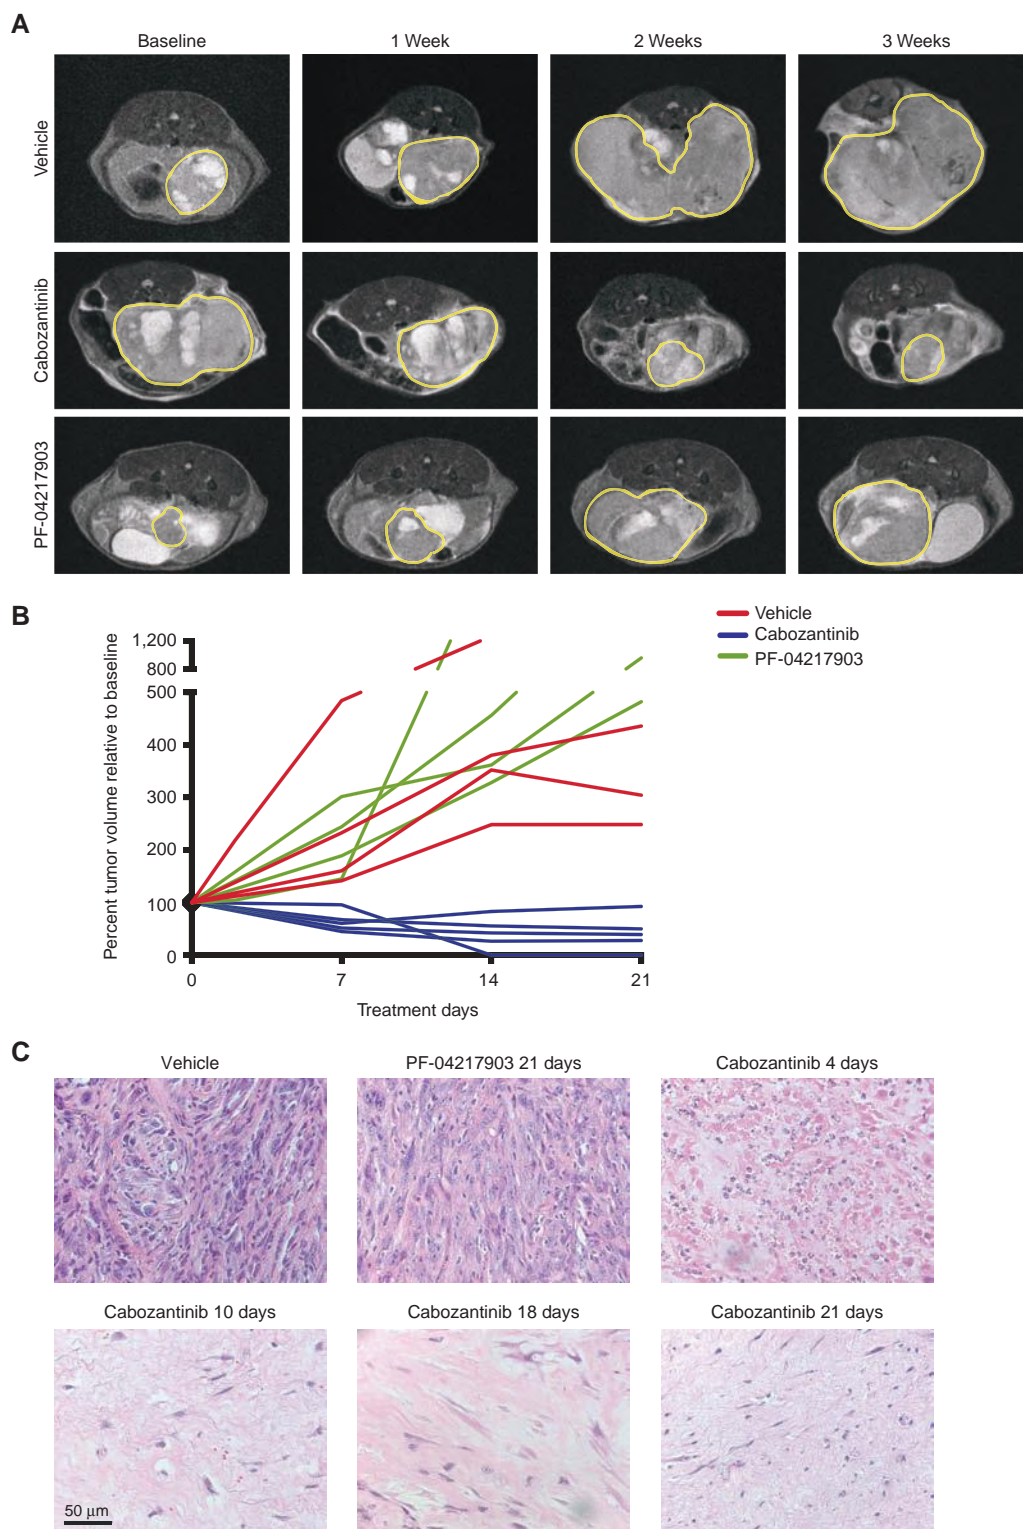 A
Baseline
1 Week
2 Weeks
3 Weeks
Vehicle
Cabozantinib
PF-04217903
B
Vehicle
Cabozantinib
PF-04217903
Percent tumor volume relative to baseline
1,200
800
500
400
300
200
100
0
0
7
14
21
Treatment days
C
Vehicle
PF-04217903 21 days
Cabozantinib 4 days
Cabozantinib 10 days
Cabozantinib 18 days
Cabozantinib 21 days
50 μm